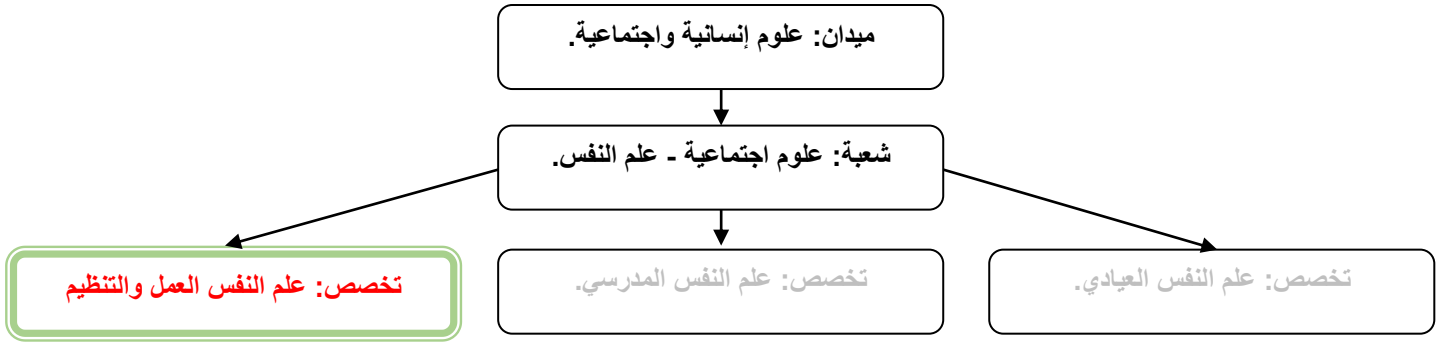 ميدان: علوم إنسانية واجتماعية.
شعبة: علوم اجتماعية - علم النفس.
تخصص: علم النفس العيادي.
تخصص: علم النفس المدرسي.
تخصص: علم النفس العمل والتنظيم